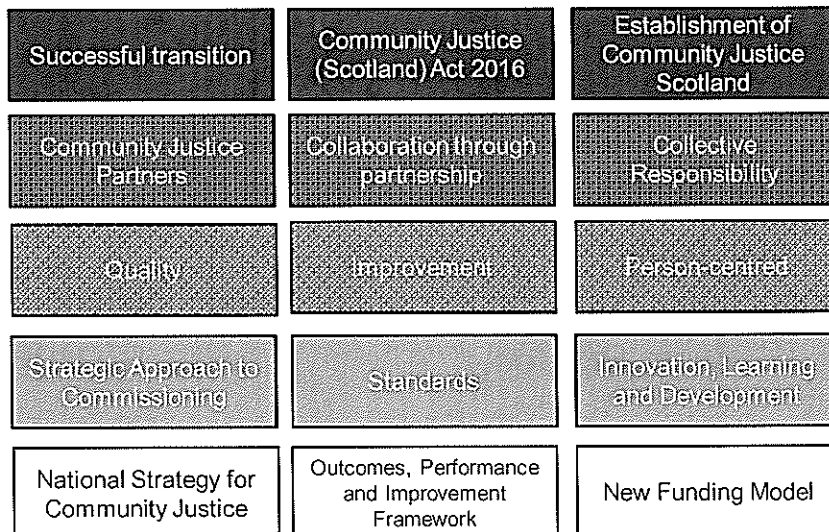 Successful transition
Community Justice
(Scotland) Act 2016
Establishment of
Community Justice
Scotland
Community Justice
Partners
Collaboration through
partnership
Collective
Responsibility
Quality
Improvement
Person-centred
Strategic Approach to
Commissioning
Standards
Innovation, Learning
and Development
National Strategy for
Community Justice
Outcomes, Performance
and Improvement
Framework
New Funding Model